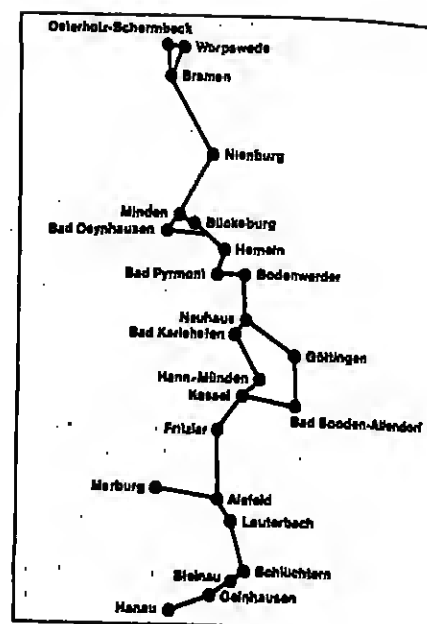 Osterholz-Scharmbeck
Worpswede
Bremen
Nienburg
Minden
Bückeburg
Bad Oeynhausen
Hameln
Bad Pyrmont
Bodenwerder
Neuhaus
Bad Karlshafen
Göttingen
Hann-Münden
Kassel
Bad Sooden-Allendorf
Fritzlar
Marburg
Alsfeld
Lauterbach
Schlüchtern
Steinau
Gelnhausen
Hanau